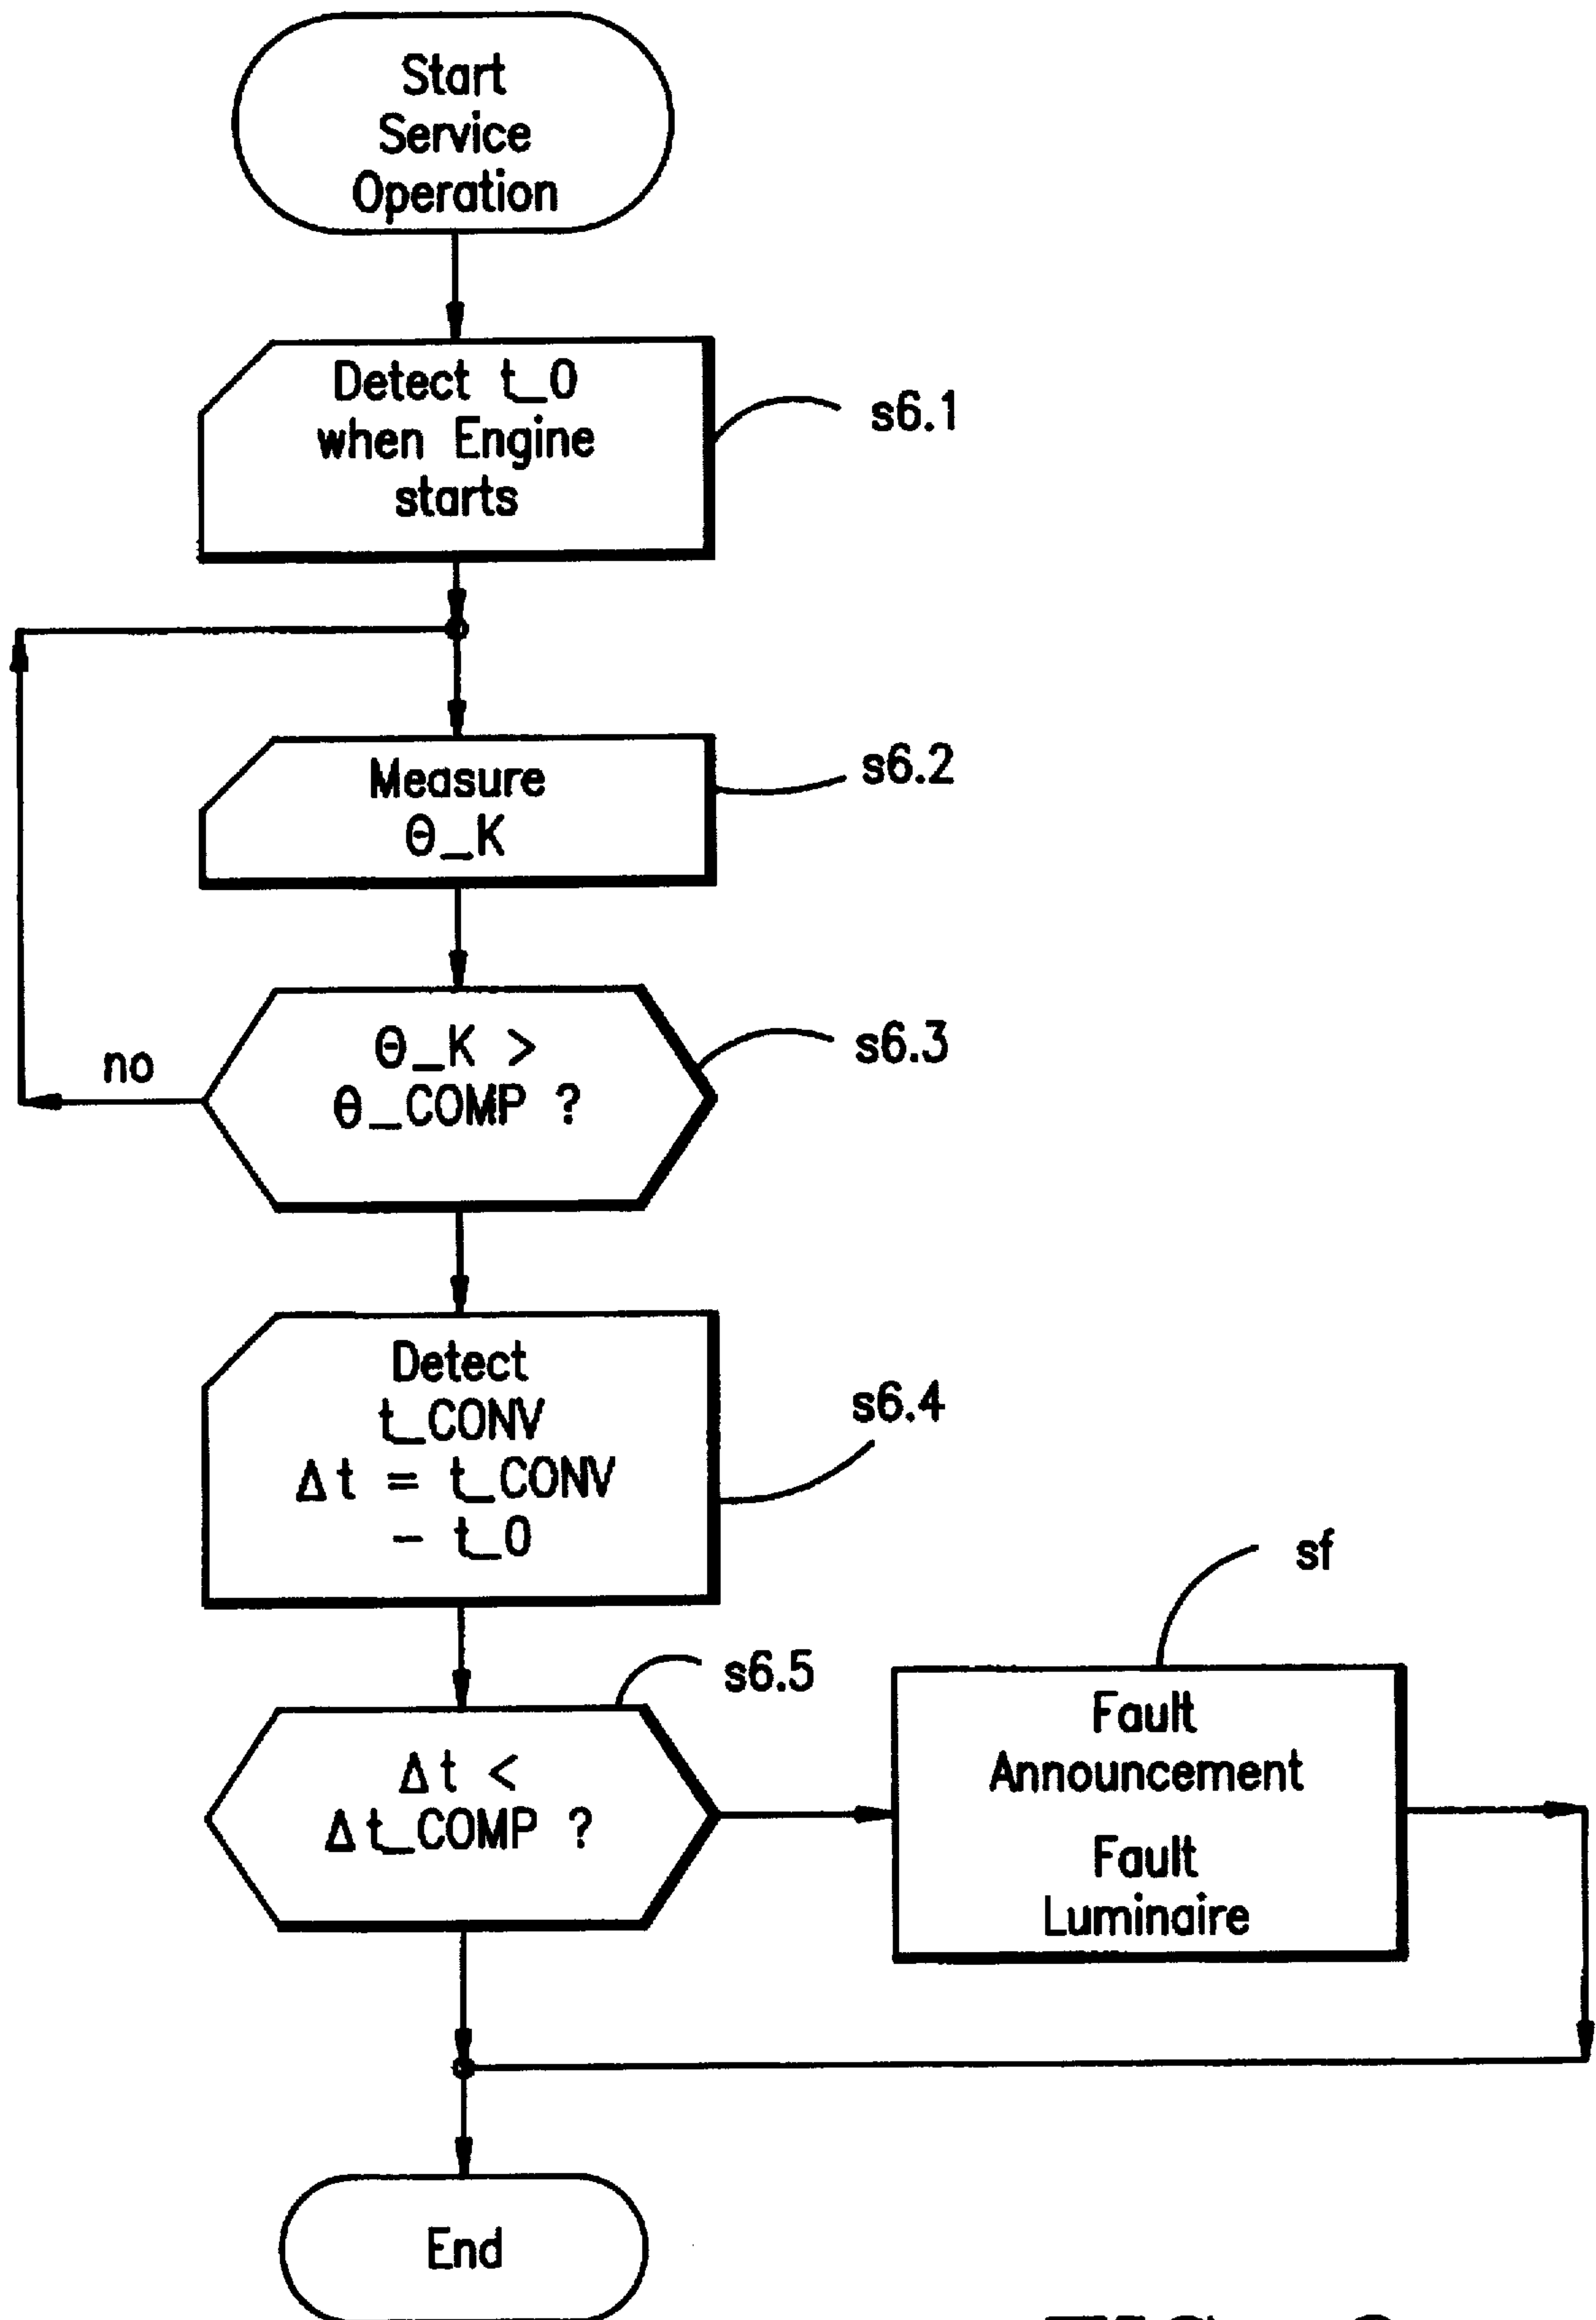 Start
Service
Operation
Detect t_0
when Engine
starts
s6.1
Measure
Θ_K
s6.2
Θ_K >
θ_COMP ?
s6.3
no
Detect
t_CONV
Δt = t_CONV
- t_0
s6.4
Δt <
Δt_COMP ?
s6.5
sf
Fault
Announcement
Fault
Luminaire
End